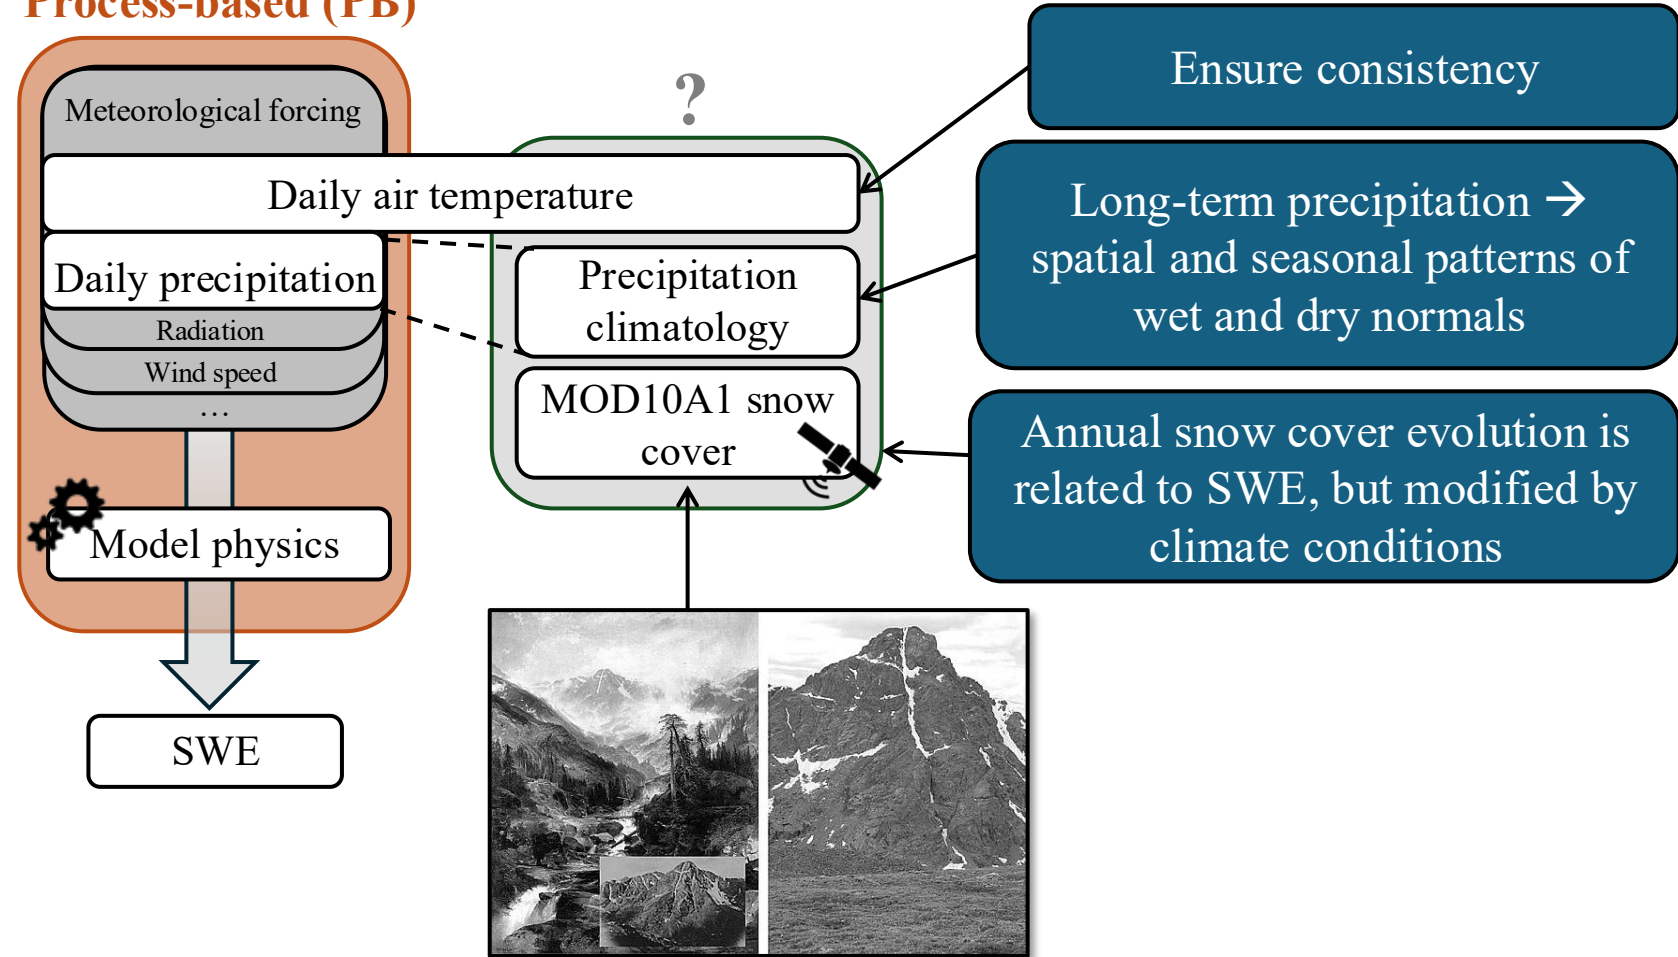 Process-based (PB)
Meteorological forcing
Daily air temperature
Daily precipitation
Radiation
Wind speed
…
Model physics
SWE
?
Precipitation
climatology
MOD10A1 snow
cover
Ensure consistency
Long-term precipitation →
spatial and seasonal patterns of
wet and dry normals
Annual snow cover evolution is
related to SWE, but modified by
climate conditions